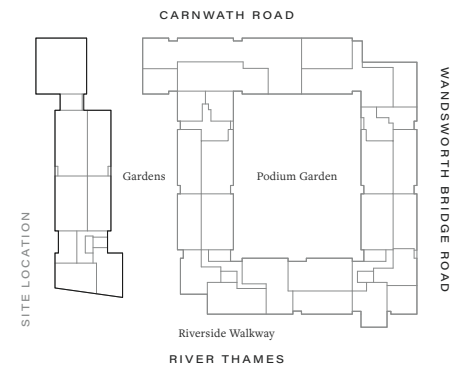 CARNWATH ROAD
WANDSWORTH BRIDGE ROAD
Gardens
Podium Garden
SITE LOCATION
Riverside Walkway
RIVER THAMES